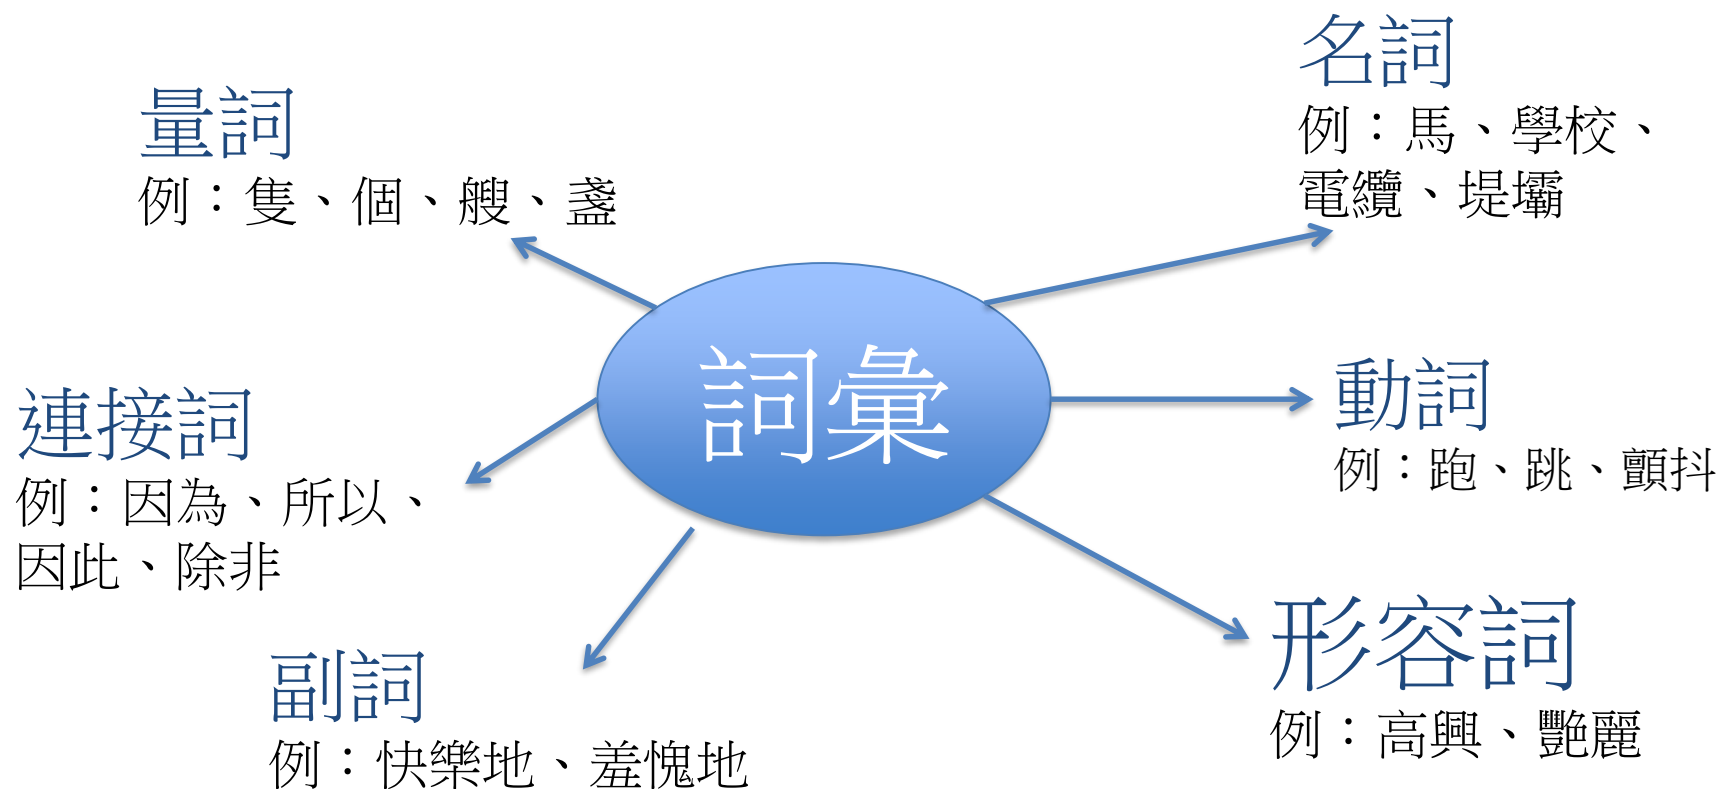 名詞
例：馬、學校、
電纜、堤壩
量詞
例：隻、個、艘、盞
詞彙
動詞
例：跑、跳、顫抖
連接詞
例：因為、所以、
因此、除非
形容詞
例：高興、艷麗
副詞
例：快樂地、羞愧地